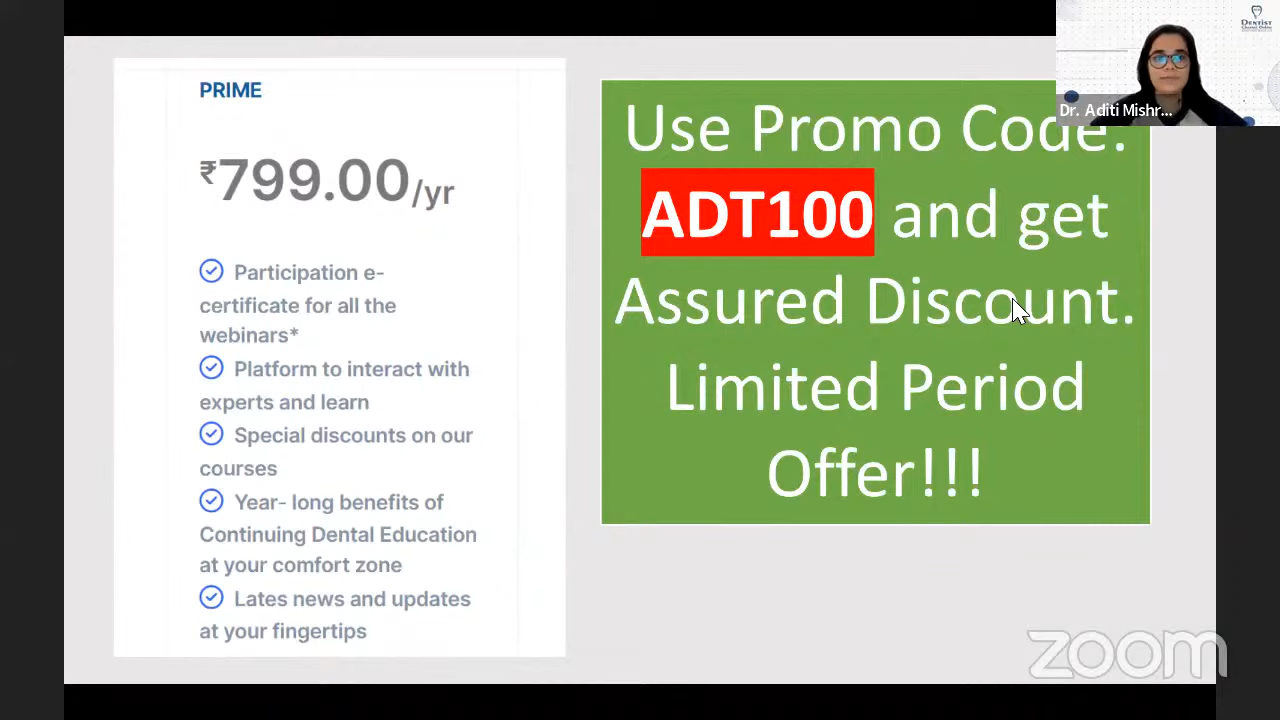 PRIME
₹799.00/yr
Participation e-
certificate for all the
webinars*
Platform to interact with
experts and learn
Special discounts on our
courses
Year- long benefits of
Continuing Dental Education
at your comfort zone
Lates news and updates
at your fingertips
Use Promo Code:
ADT100 and get
Assured Discount.
Limited Period
Offer!!!
DENTIST
Dr. Aditi Mishr...
zoom